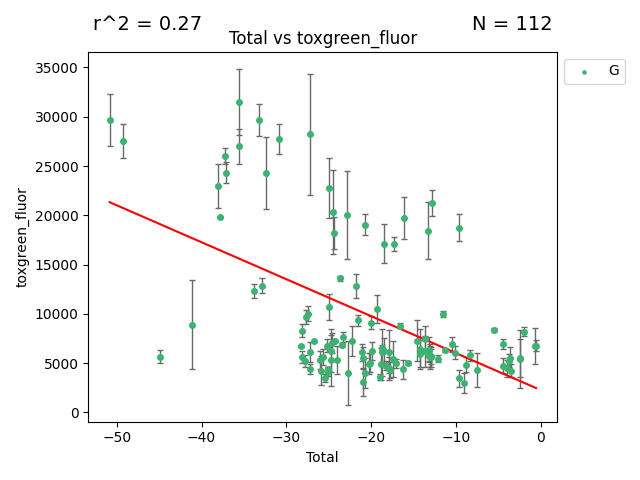 r^2 = 0.27
N = 112
Total vs toxgreen_fluor
G
35000
30000
25000
20000
15000
10000
5000
0
toxgreen_fluor
−50
−40
−30
−20
−10
0
Total